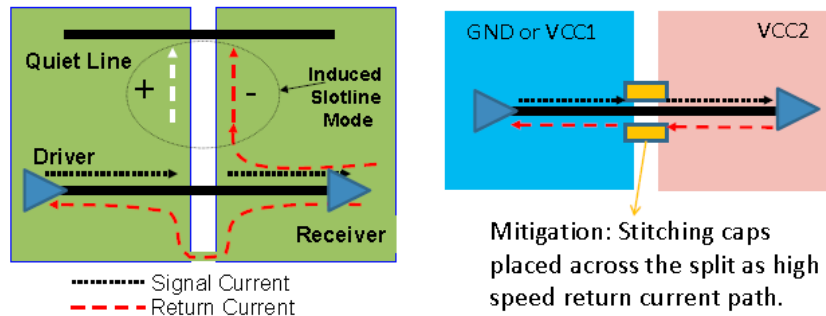 Quiet Line
+
-
Induced
Slotline
Mode
Driver
Receiver
Signal Current
Return Current
GND or VCC1
VCC2
Mitigation: Stitching caps
placed across the split as high
speed return current path.